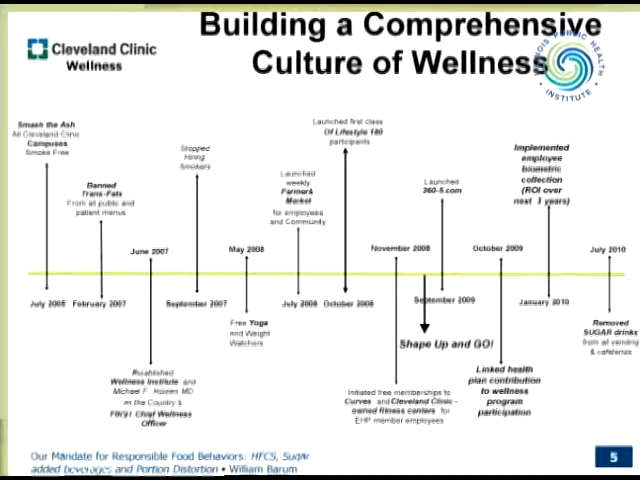 Building a Comprehensive
Culture of Wellness
Cleveland Clinic
Wellness
ILLINOIS PUBLIC HEALTH
INSTITUTE
Smash the Ash
All Cleveland Clinic
Campuses
Smoke Free
Banned
Trans-Fats
From all public and
patient menus
June 2007
Stopped
Hiring
Smokers
May 2008
Launched
weekly
Farmers
Market
for employees
and Community
Launched first class
Of Lifestyle 180
participants
November 2008
Launched
360-5.com
October 2009
Implemented
employee
biometric
collection
(ROI over
next 3 years)
July 2010
July 2005
February 2007
September 2007
July 2008
October 2008
September 2009
January 2010
Established
Wellness Institute and
Michael F. Roizen MD
as the Country's
FIRST Chief Wellness
Officer
Free Yoga
and Weight
Watchers
Initiated free memberships to
Curves and Cleveland Clinic -
owned fitness centers for
EHP member employees
Shape Up and GO!
Linked health
plan contribution
to wellness
program
participation
Removed
SUGAR drinks
from all vending
& cafeterias
Our Mandate for Responsible Food Behaviors: HFCS, Sugar
added beverages and Portion Distortion • William Barum
5